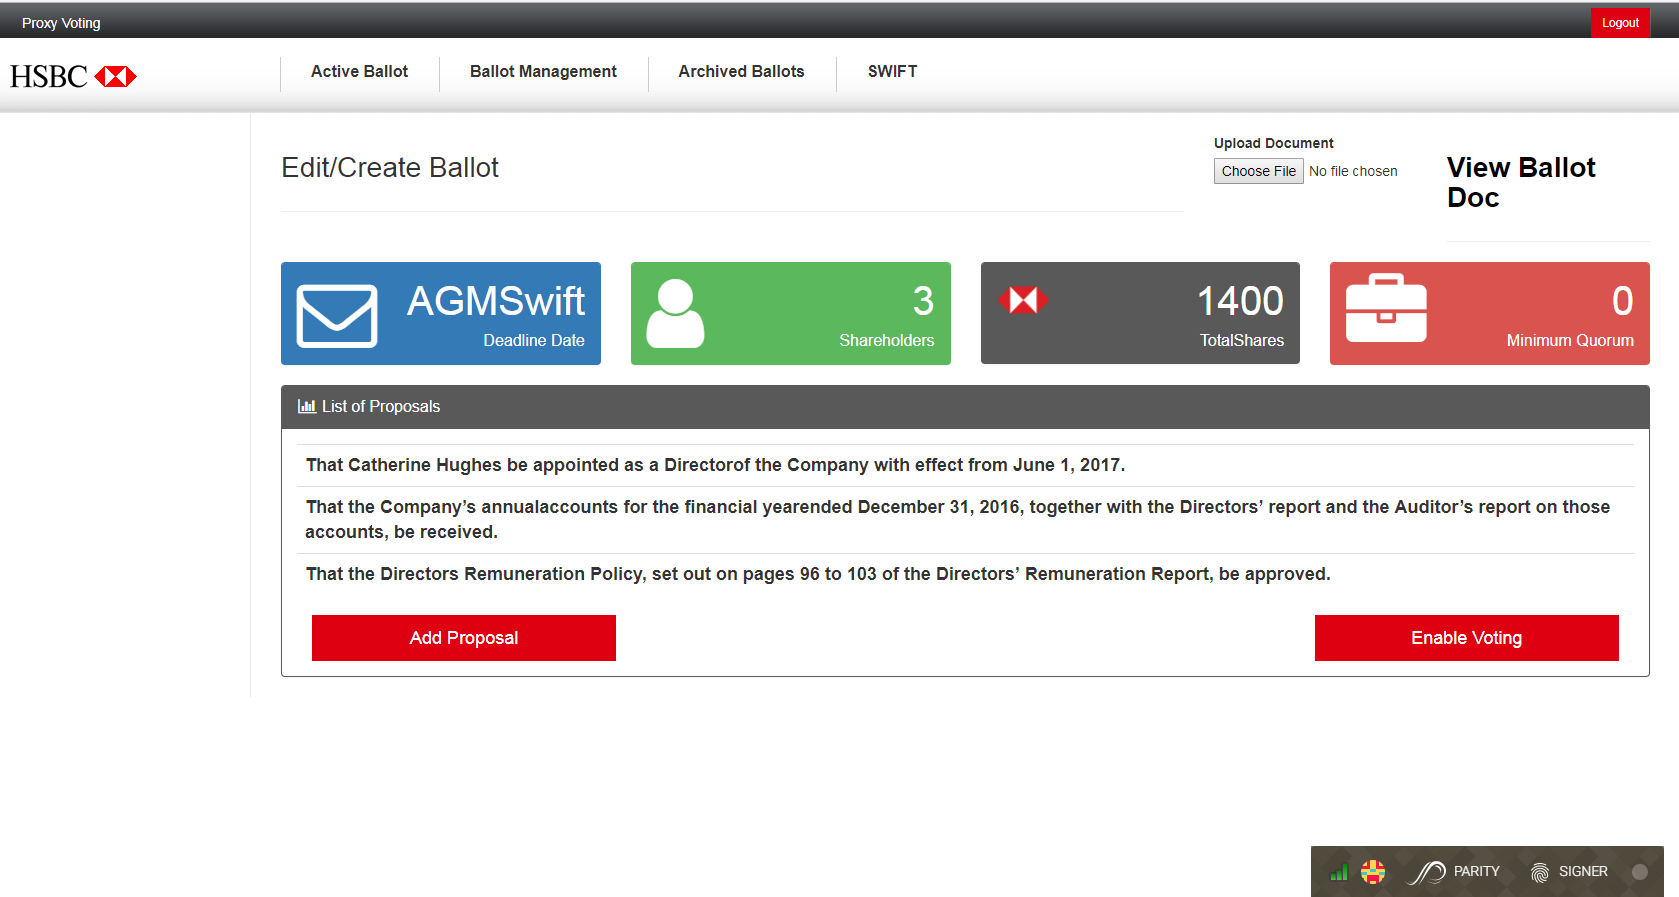 Proxy Voting
Logout
HSBC
Active Ballot
Ballot Management
Archived Ballots
SWIFT
Edit/Create Ballot
Upload Document
Choose File No file chosen
View Ballot
Doc
AGMSwift
Deadline Date
3
Shareholders
1400
TotalShares
0
Minimum Quorum
List of Proposals
That Catherine Hughes be appointed as a Directorof the Company with effect from June 1, 2017.
That the Company’s annualaccounts for the financial yearended December 31, 2016, together with the Directors’ report and the Auditor’s report on those
accounts, be received.
That the Directors Remuneration Policy, set out on pages 96 to 103 of the Directors’ Remuneration Report, be approved.
Add Proposal
Enable Voting
PARITY
SIGNER